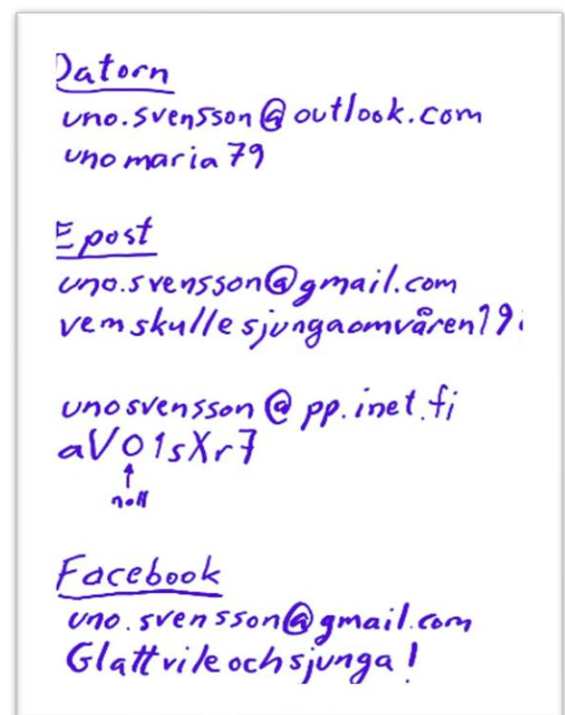 Datorn
uno.svensson@outlook.com
unomaria79
Epost
uno.svensson@gmail.com
vemskullesjungaomvåren19
unosvensson@pp.inet.fi
aV01sXr7
↑
noll
Facebook
uno.svensson@gmail.com
Glattvileochsjunga!